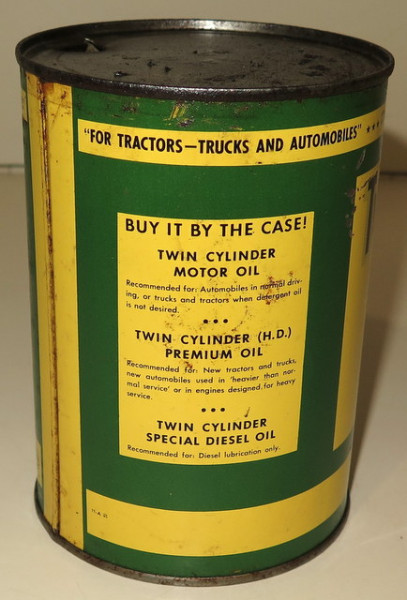 "FOR TRACTORS—TRUCKS AND AUTOMOBILES" ★ ★ ★
BUY IT BY THE CASE!
TWIN CYLINDER
MOTOR OIL
Recommended for: Automobiles in normal driv-
ing, or trucks and tractors when detergent oil
is not desired.
• • •
TWIN CYLINDER (H.D.)
PREMIUM OIL
Recommended for: New tractors and trucks,
new automobiles used in 'heavier than nor-
mal service' or in engines designed for heavy
service.
• • •
TWIN CYLINDER
SPECIAL DIESEL OIL
Recommended for: Diesel lubrication only.
T